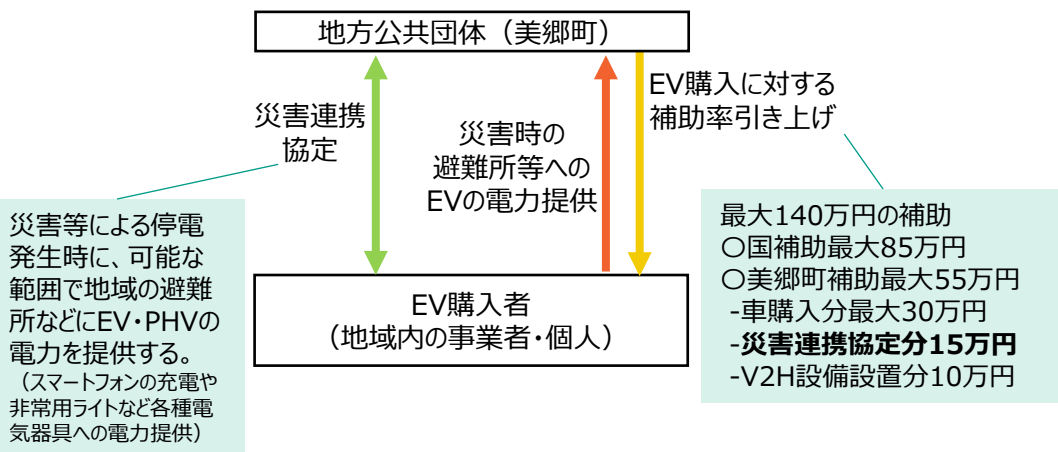 地方公共団体（美郷町）
災害連携
協定
災害時の
避難所等への
EVの電力提供
EV購入に対する
補助率引き上げ
災害等による停電
発生時に、可能な
範囲で地域の避難
所などにEV・PHVの
電力を提供する。
（スマートフォンの充電や
非常用ライトなど各種電
気器具への電力提供）
EV購入者
（地域内の事業者・個人）
最大140万円の補助
〇国補助最大85万円
〇美郷町補助最大55万円
-車購入分最大30万円
-災害連携協定分15万円
-V2H設備設置分10万円